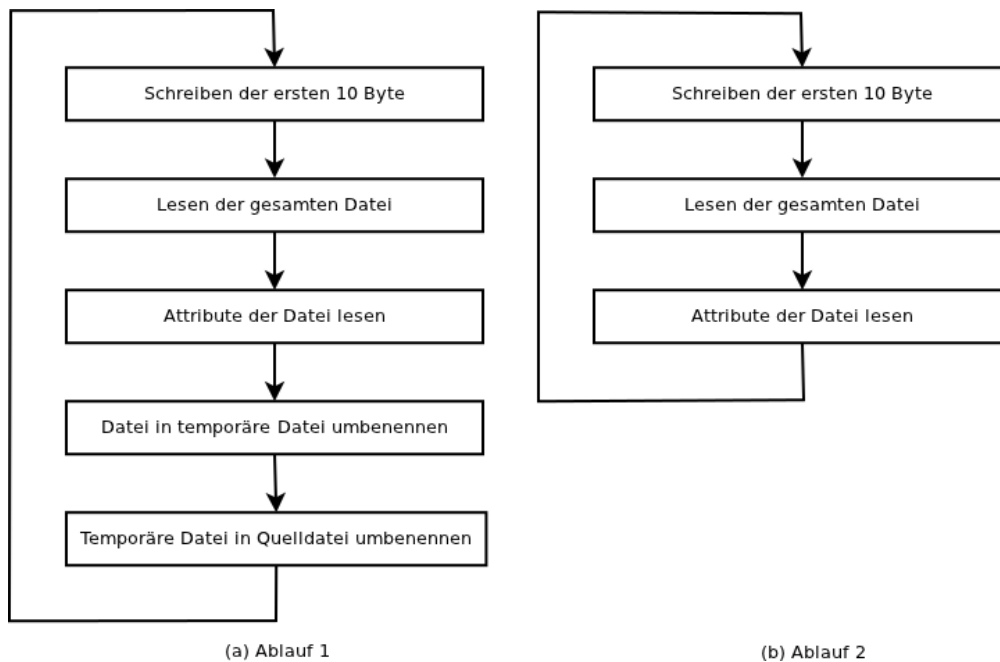 Schreiben der ersten 10 Byte
Lesen der gesamten Datei
Attribute der Datei lesen
Datei in temporäre Datei umbenennen
Temporäre Datei in Quelldatei umbenennen
(a) Ablauf 1
Schreiben der ersten 10 Byte
Lesen der gesamten Datei
Attribute der Datei lesen
(b) Ablauf 2